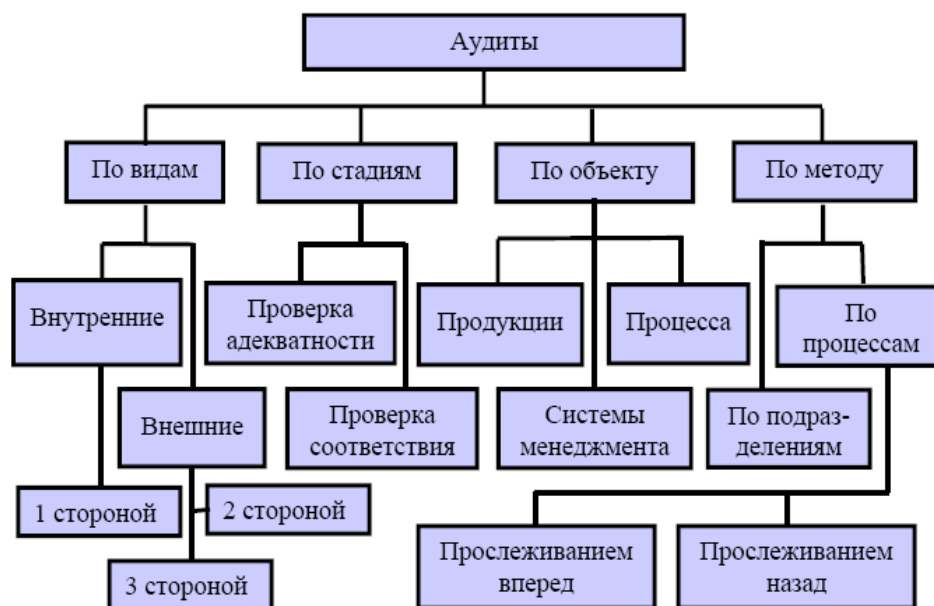 Аудиты
По видам
По стадиям
По объекту
По методу
Внутренние
Проверка
адекватности
Продукции
Процесса
По
процессам
Внешние
Проверка
соответствия
Системы
менеджмента
По подраз-
делениям
1 стороной
2 стороной
3 стороной
Прослеживанием
вперед
Прослеживанием
назад